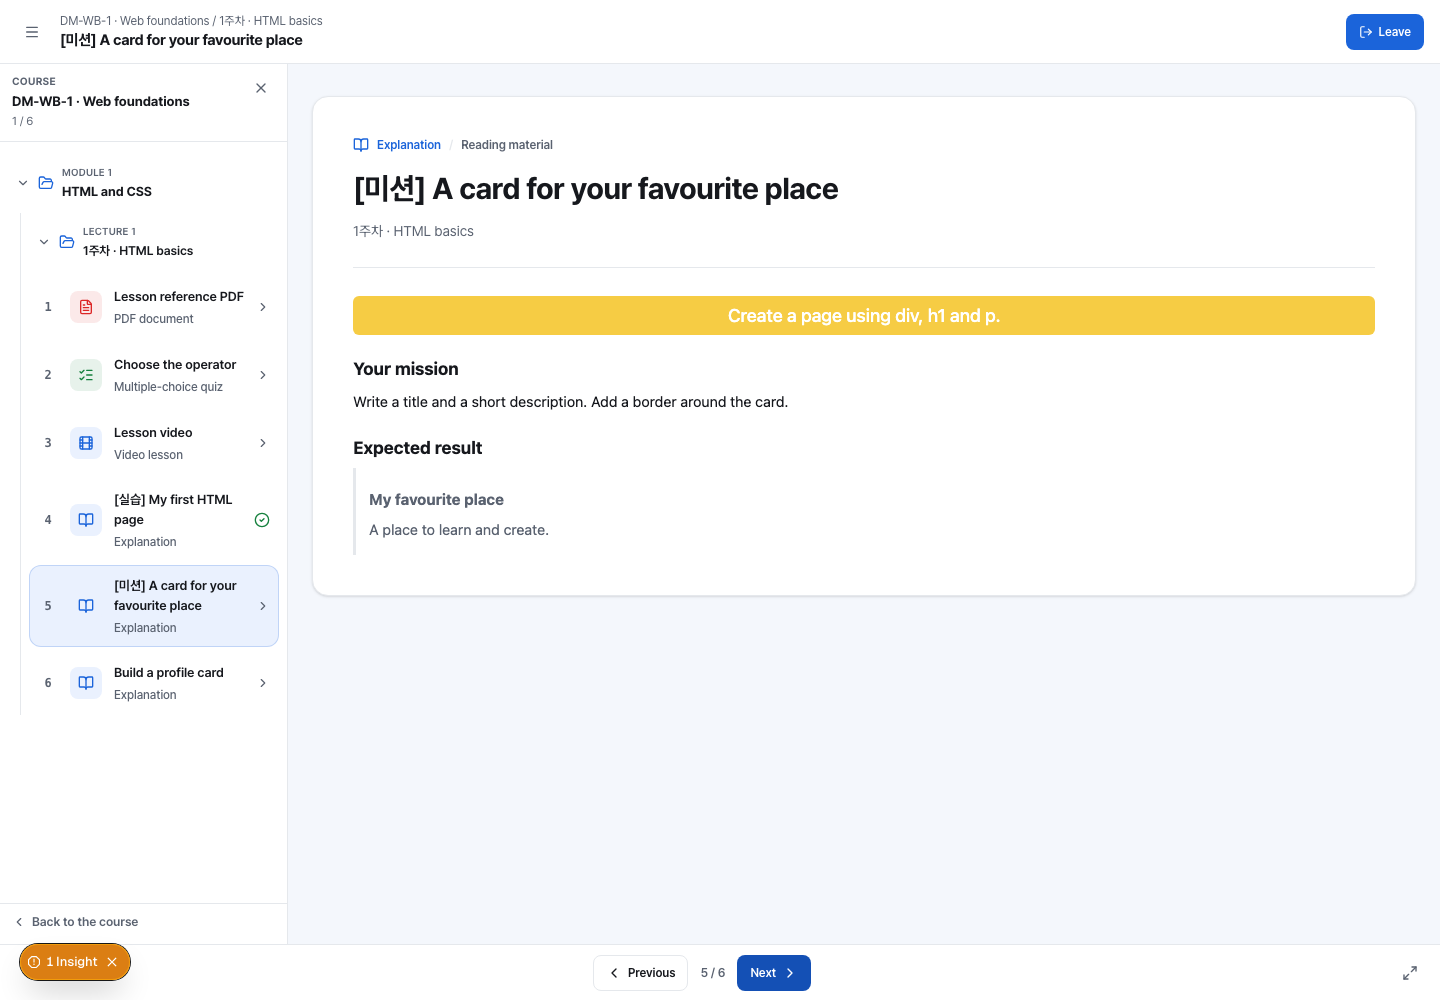 DM-WB-1 · Web foundations / 1주차 · HTML basics
[미션] A card for your favourite place
Leave
COURSE
DM-WB-1 · Web foundations
1 / 6
MODULE 1
HTML and CSS
LECTURE 1
1주차 · HTML basics
1
Lesson reference PDF
PDF document
2
Choose the operator
Multiple-choice quiz
3
Lesson video
Video lesson
4
[실습] My first HTML
page
Explanation
5
[미션] A card for your
favourite place
Explanation
6
Build a profile card
Explanation
Back to the course
1 Insight
Explanation / Reading material
[미션] A card for your favourite place
1주차 · HTML basics
Create a page using div, h1 and p.
Your mission
Write a title and a short description. Add a border around the card.
Expected result
My favourite place
A place to learn and create.
Previous
5 / 6
Next